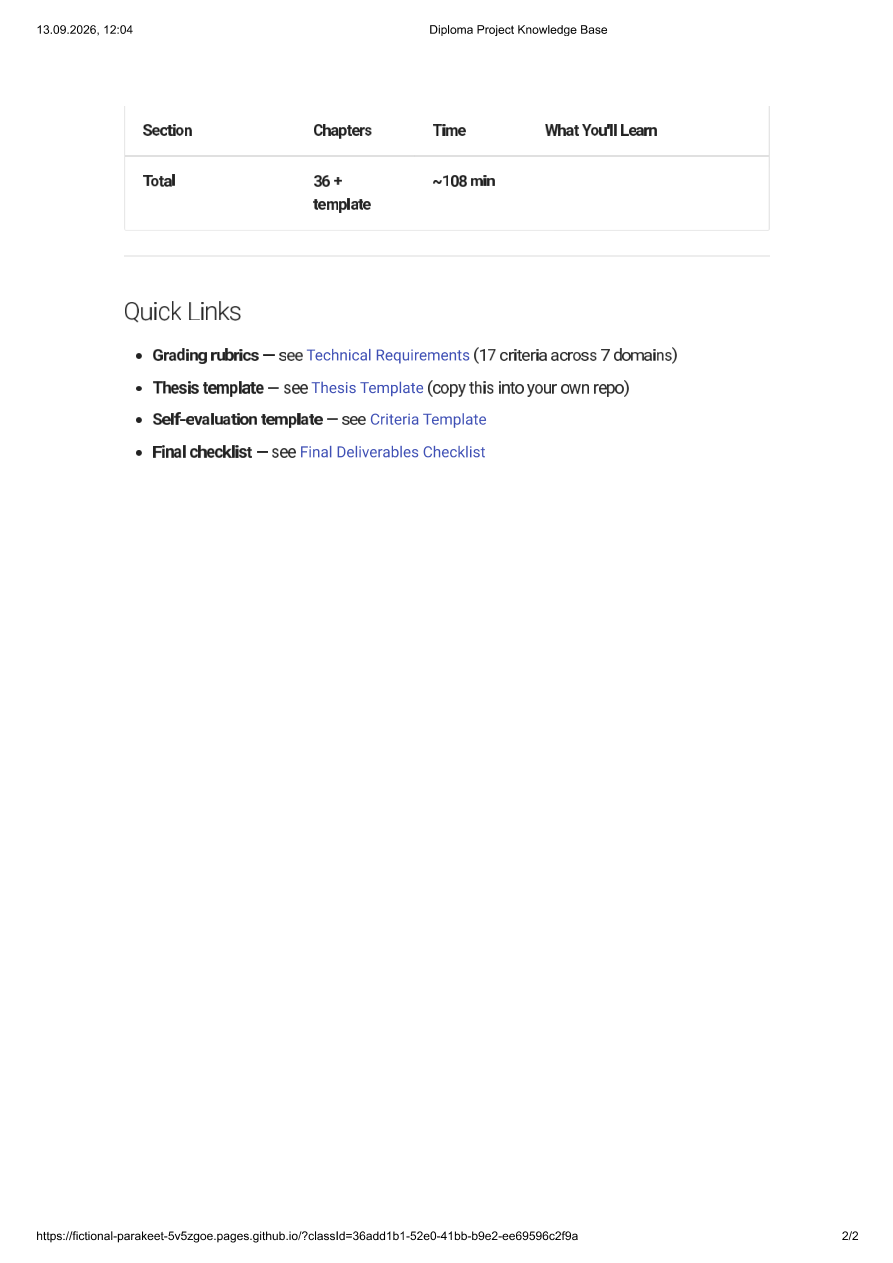 13.09.2026, 12:04 Diploma Project Knowledge Base
Section Chapters Time What You'll Learn
Total 36 + ~108 min
template
Quick Links
• Grading rubrics — see Technical Requirements (17 criteria across 7 domains)
• Thesis template — see Thesis Template (copy this into your own repo)
• Self-evaluation template — see Criteria Template
• Final checklist — see Final Deliverables Checklist
https://fictional-parakeet-5v5zgoe.pages.github.io/?classId=36add1b1-52e0-41bb-b9e2-ee69596c2f9a 2/2